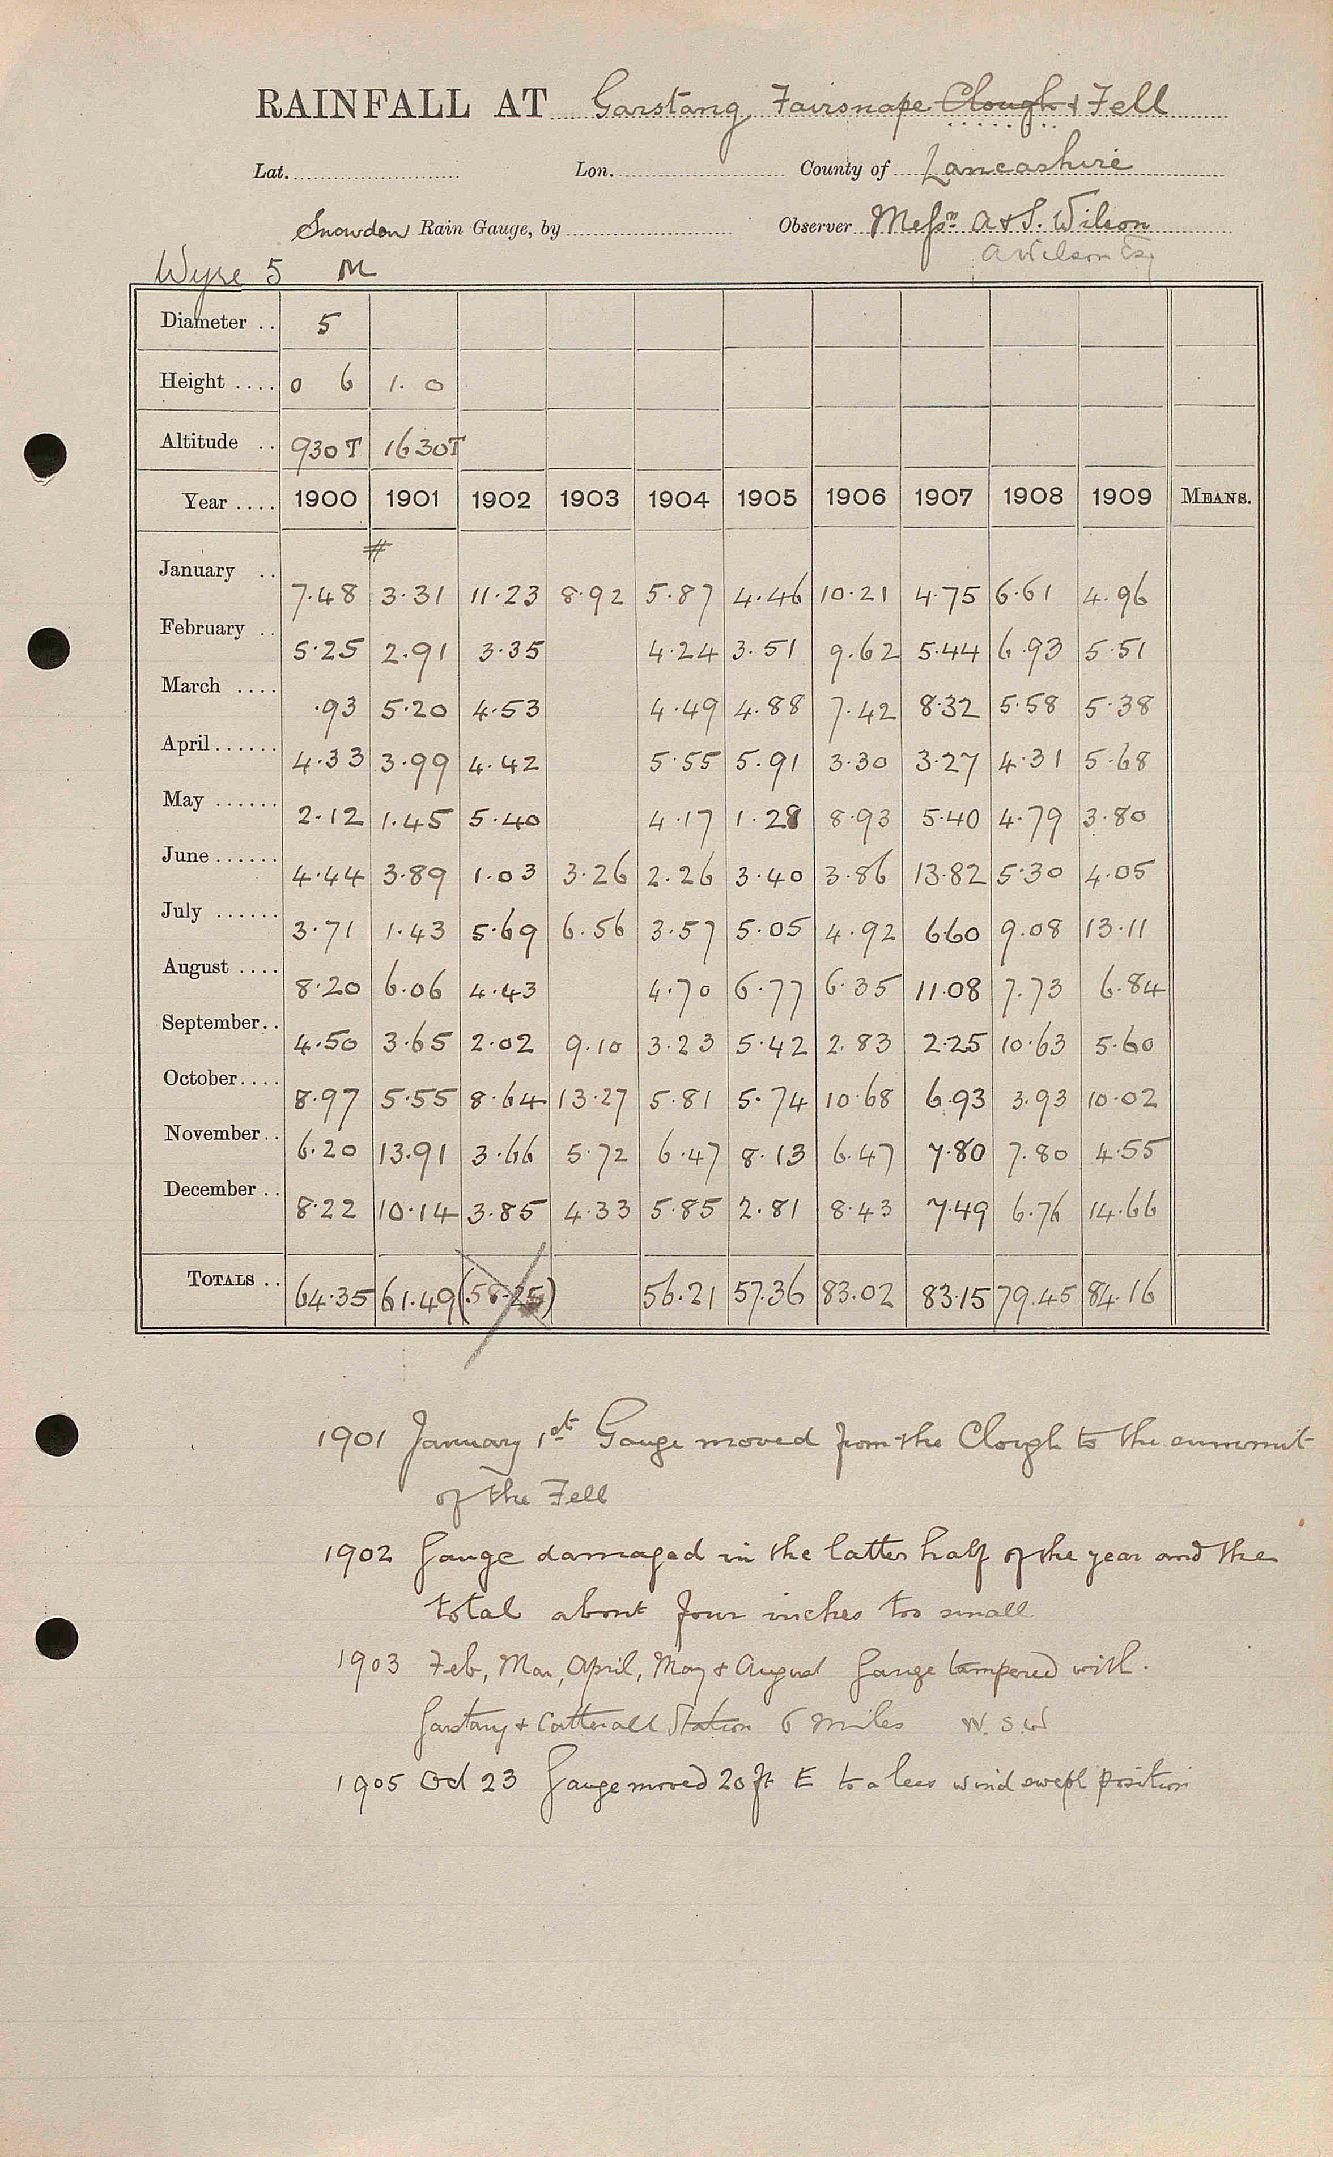 RAINFALL AT Garstang, Fairsnape Clough & Fell
Lat. Lon. County of Lancashire
Snowdon Rain Gauge, by Observer Messrs A & S. Wilson
A Wilson Esq
Wyre 5 M
Diameter .. 5
Height .... 0 6 1. 0
Altitude .. 930T 1630T
Year .... 1900 1901 1902 1903 1904 1905 1906 1907 1908 1909 MEANS.
#
January .. 7.48 3.31 11.23 8.92 5.87 4.46 10.21 4.75 6.61 4.96
February .. 5.25 2.91 3.35 4.24 3.51 9.62 5.44 6.93 5.51
March .... .93 5.20 4.53 4.49 4.88 7.42 8.32 5.58 5.38
April...... 4.33 3.99 4.42 5.55 5.91 3.30 3.27 4.31 5.68
May ...... 2.12 1.45 5.40 4.17 1.28 8.93 5.40 4.79 3.80
June...... 4.44 3.89 1.03 3.26 2.26 3.40 3.86 13.82 5.30 4.05
July ...... 3.71 1.43 5.69 6.56 3.57 5.05 4.92 6.60 9.08 13.11
August .... 8.20 6.06 4.43 4.70 6.77 6.35 11.08 7.73 6.84
September.. 4.50 3.65 2.02 9.10 3.23 5.42 2.83 2.25 10.63 5.60
October.... 8.97 5.55 8.64 13.27 5.81 5.74 10.68 6.93 3.93 10.02
November.. 6.20 13.91 3.66 5.72 6.47 8.13 6.47 7.80 7.80 4.55
December .. 8.22 10.14 3.85 4.33 5.85 2.81 8.43 7.49 6.76 14.66
TOTALS .. 64.35 61.49 (58.25) 56.21 57.36 83.02 83.15 79.45 84.16
1901 January 1st Gauge moved from the Clough to the summit
of the Fell
1902 Gauge damaged in the latter half of the year and the
total about four inches too small
1903 Feb, Mar, April, May & August Gauge tampered with.
Garstang & Catterall Station 6 miles W.S.W
1905 Oct 23 Gauge moved 20 ft E to a less wind swept position